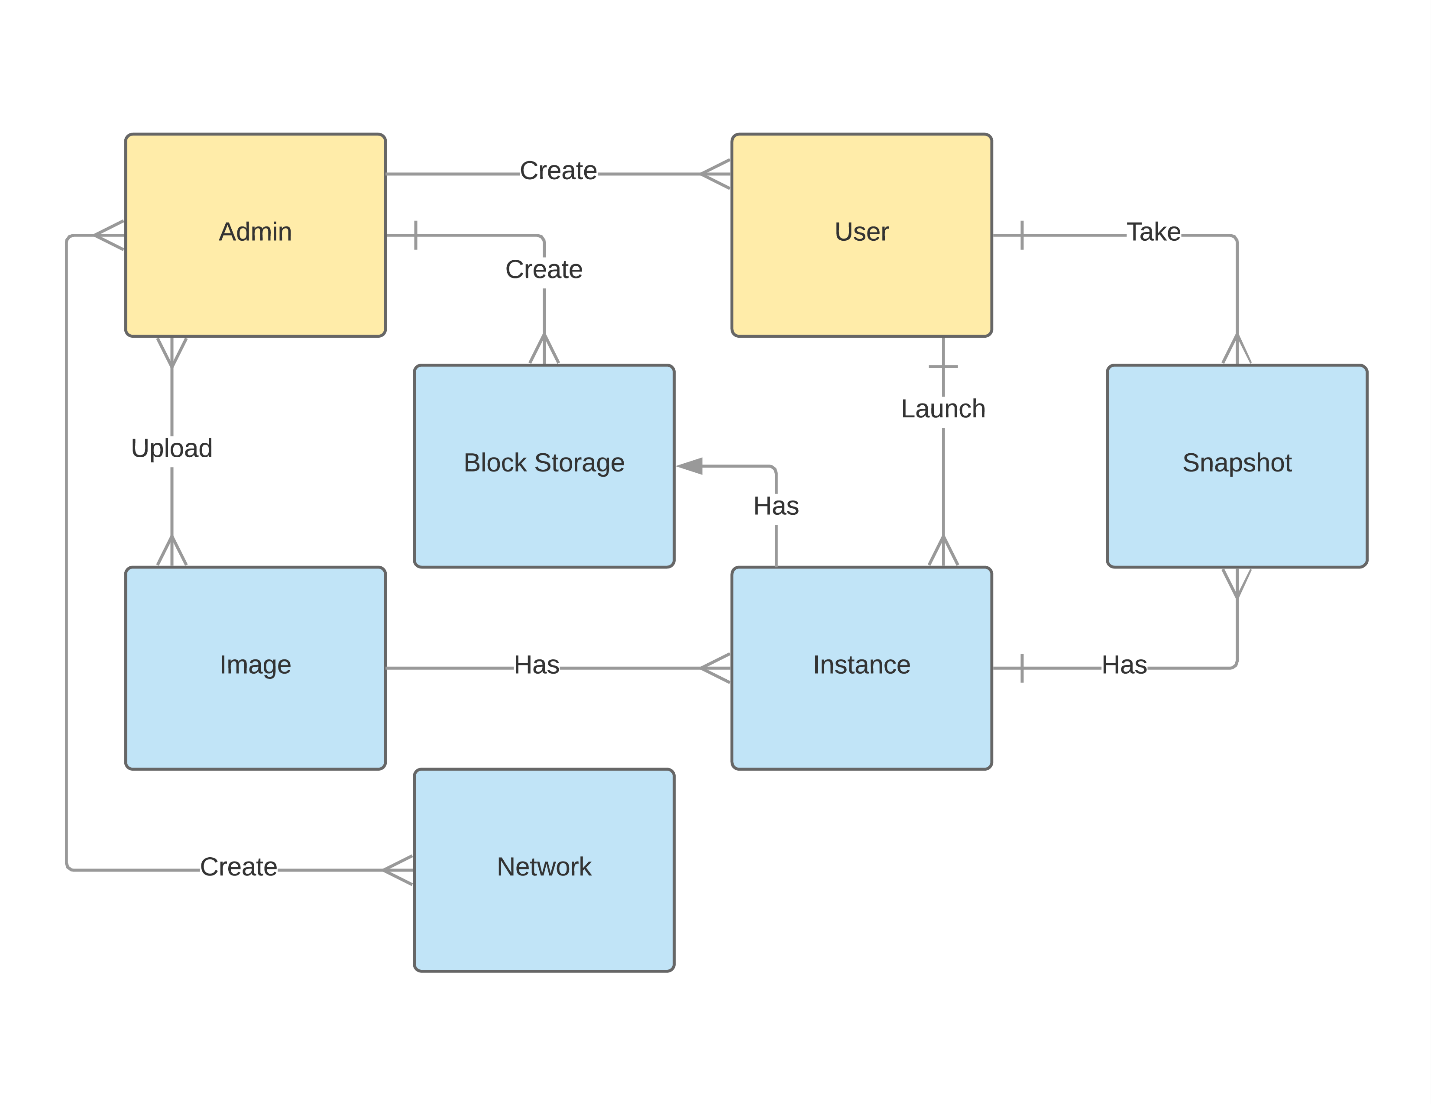 Create
Admin
User
Take
Create
Launch
Upload
Block Storage
Snapshot
Has
Image
Has
Instance
Has
Create
Network